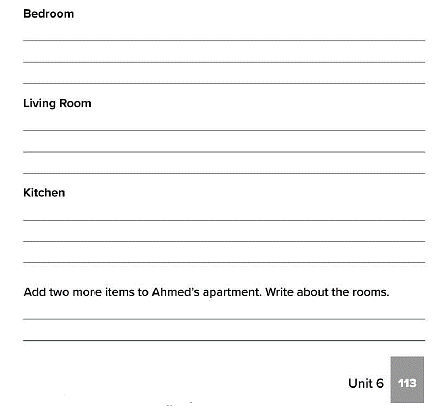 Bedroom
Living Room
Kitchen
Add two more items to Ahmed's apartment. Write about the rooms.
Unit 6 113